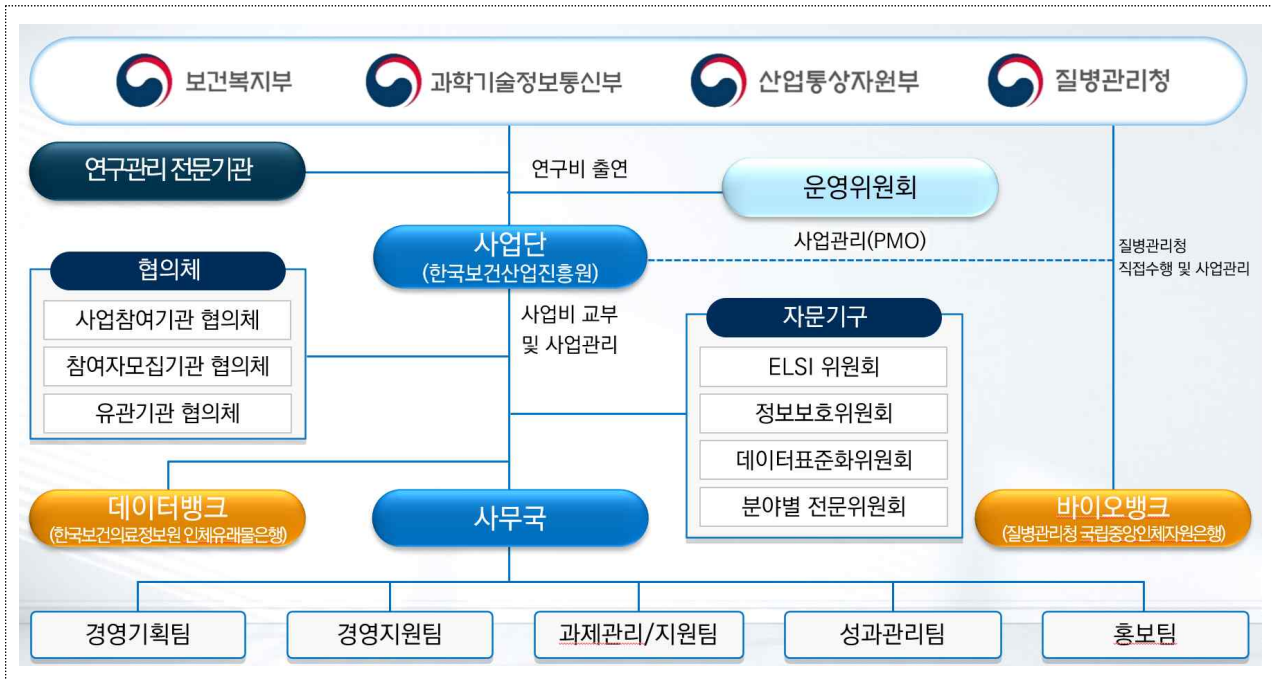 보건복지부
과학기술정보통신부
산업통상자원부
질병관리청
연구관리 전문기관
연구비 출연
운영위원회
사업단
(한국보건산업진흥원)
사업관리(PMO)
질병관리청
직접수행 및 사업관리
협의체
사업참여기관 협의체
참여자모집기관 협의체
유관기관 협의체
사업비 교부
및 사업관리
자문기구
ELSI 위원회
정보보호위원회
데이터표준화위원회
분야별 전문위원회
데이터뱅크
(한국보건의료정보원 인체유래물은행)
사무국
바이오뱅크
(질병관리청 국립중앙인체자원은행)
경영기획팀
경영지원팀
과제관리/지원팀
성과관리팀
홍보팀